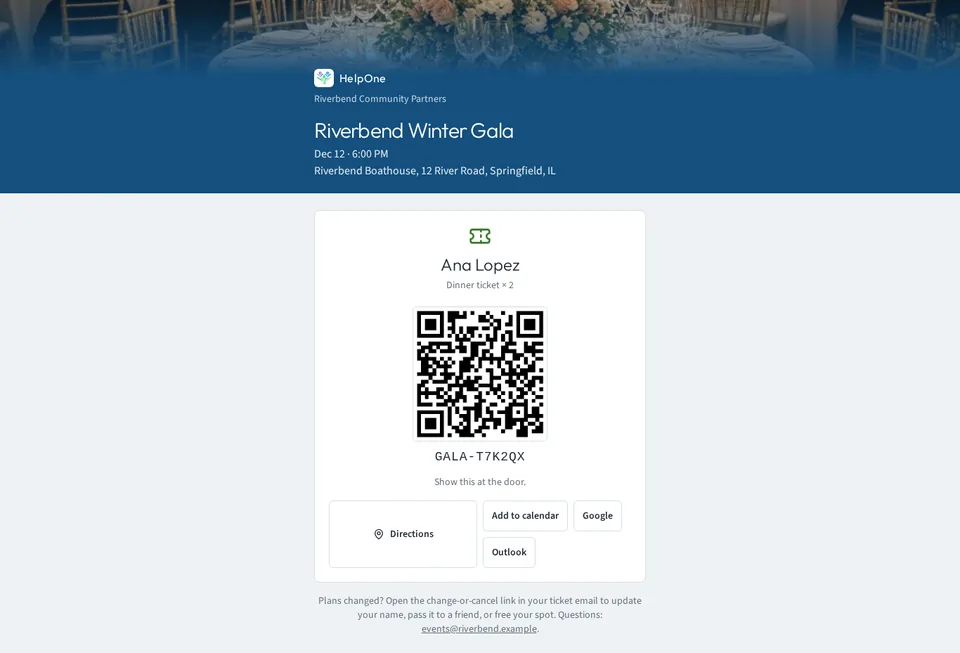 HelpOne
Riverbend Community Partners
Riverbend Winter Gala
Dec 12 · 6:00 PM
Riverbend Boathouse, 12 River Road, Springfield, IL
Ana Lopez
Dinner ticket × 2
GALA-T7K2QX
Show this at the door.
Directions
Add to calendar
Google
Outlook
Plans changed? Open the change-or-cancel link in your ticket email to update
your name, pass it to a friend, or free your spot. Questions:
events@riverbend.example.